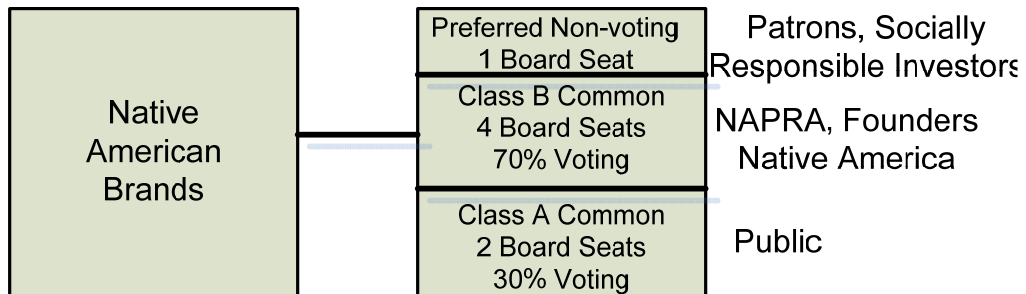 Native
American
Brands
Preferred Non-voting
1 Board Seat
Class B Common
4 Board Seats
70% Voting
Class A Common
2 Board Seats
30% Voting
Patrons, Socially
Responsible Investors
NAPRA, Founders
Native America
Public